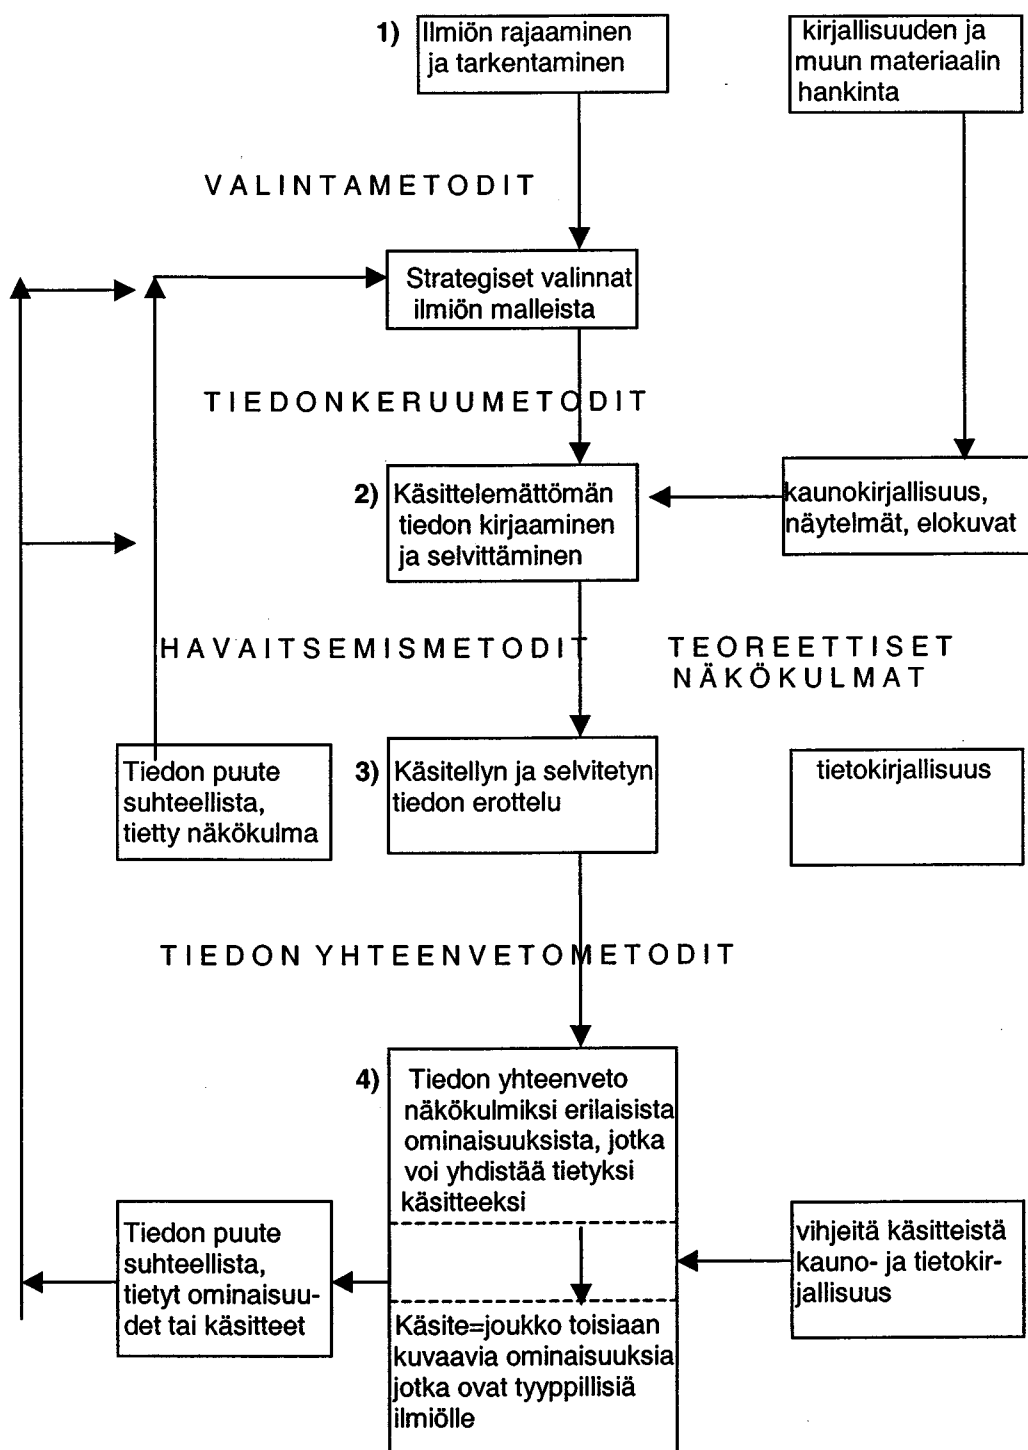 1) Ilmiön rajaaminen
ja tarkentaminen
kirjallisuuden ja
muun materiaalin
hankinta
VALINTAMETODIT
Strategiset valinnat
ilmiön malleista
TIEDONKERUUMETODIT
2) Käsittelemättömän
tiedon kirjaaminen
ja selvittäminen
kaunokirjallisuus,
näytelmät, elokuvat
HAVAITSEMISMETODIT
TEOREETTISET
NÄKÖKULMAT
Tiedon puute
suhteellista,
tietty näkökulma
3) Käsitellyn ja selvitetyn
tiedon erottelu
tietokirjallisuus
TIEDON YHTEENVETOMETODIT
4) Tiedon yhteenveto
näkökulmiksi erilaisista
ominaisuuksista, jotka
voi yhdistää tietyksi
käsitteeksi
Tiedon puute
suhteellista,
tietyt ominaisuu-
det tai käsitteet
vihjeitä käsitteistä
kauno- ja tietokir-
jallisuus
Käsite=joukko toisiaan
kuvaavia ominaisuuksia
jotka ovat tyyppillisiä
ilmiölle